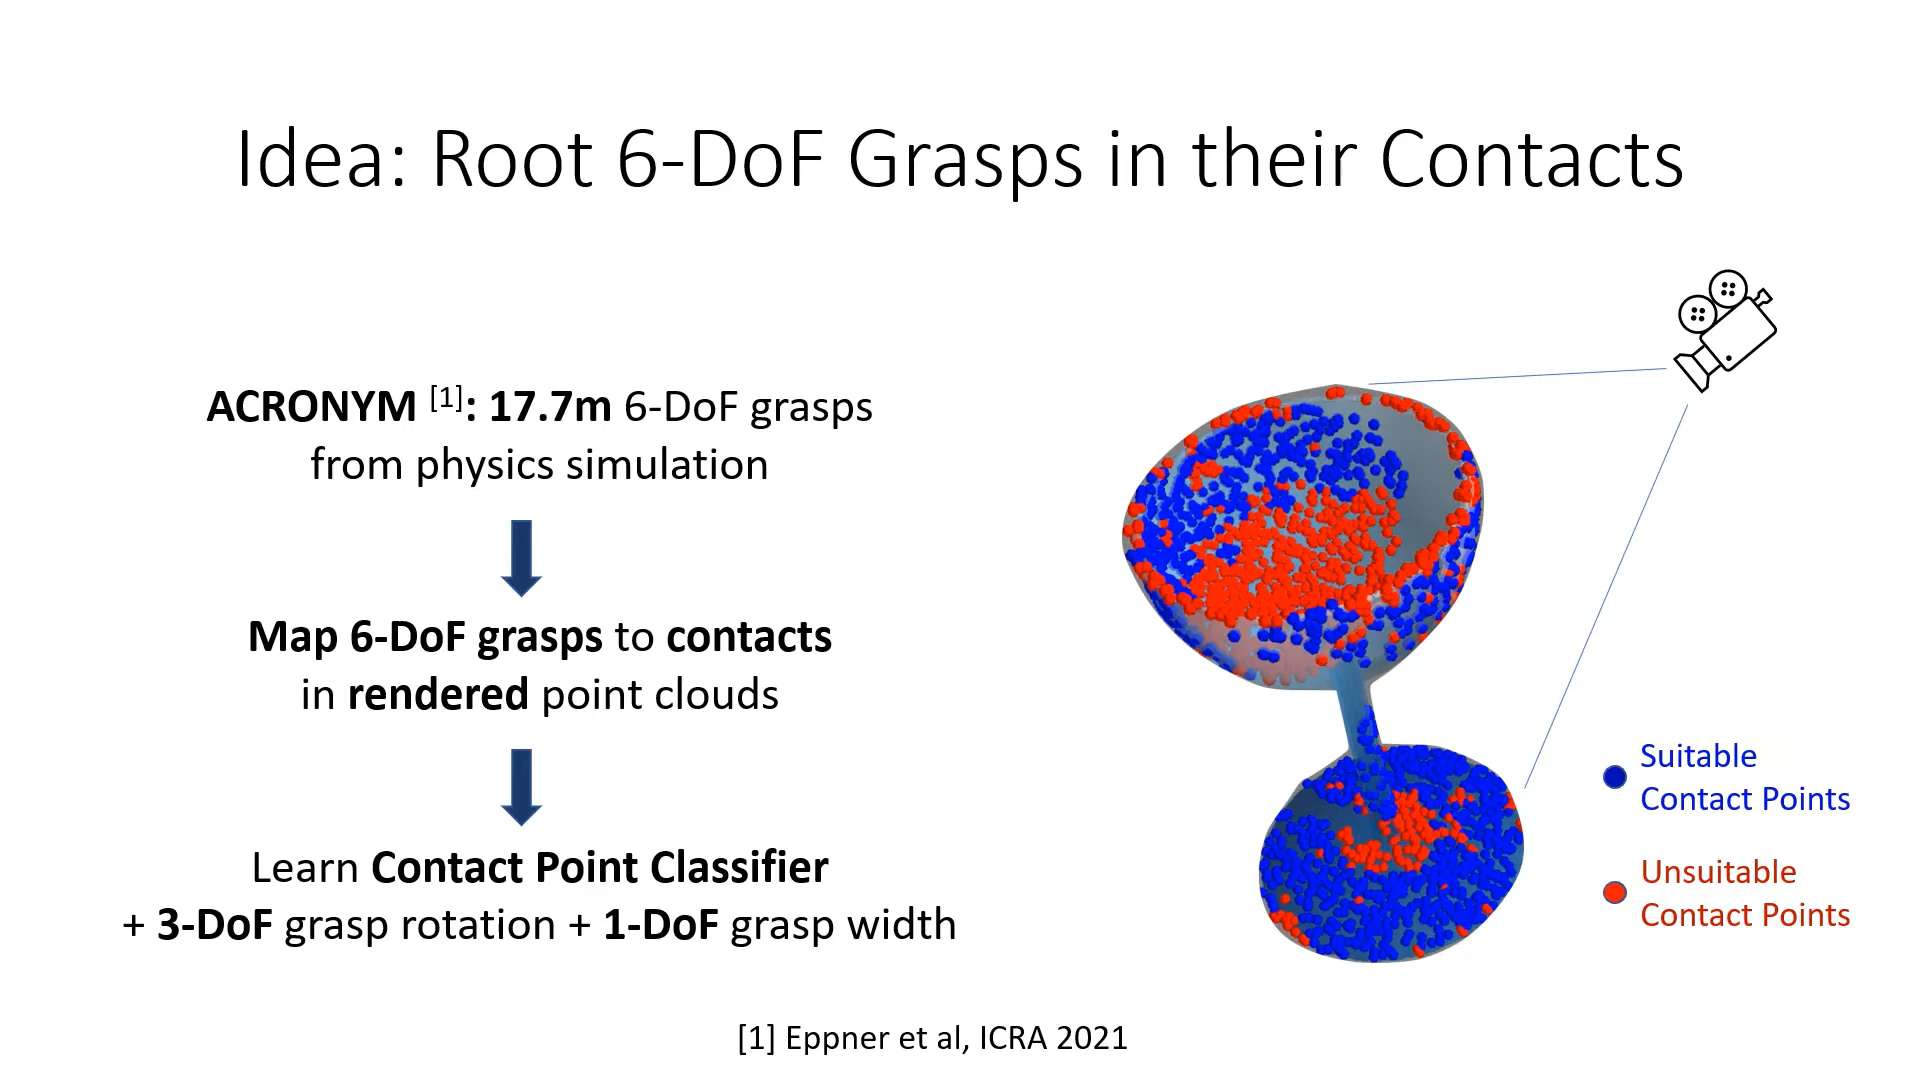 Idea: Root 6-DoF Grasps in their Contacts
ACRONYM [1]: 17.7m 6-DoF grasps
from physics simulation
Map 6-DoF grasps to contacts
in rendered point clouds
Learn Contact Point Classifier
+ 3-DoF grasp rotation + 1-DoF grasp width
Suitable
Contact Points
Unsuitable
Contact Points
[1] Eppner et al, ICRA 2021